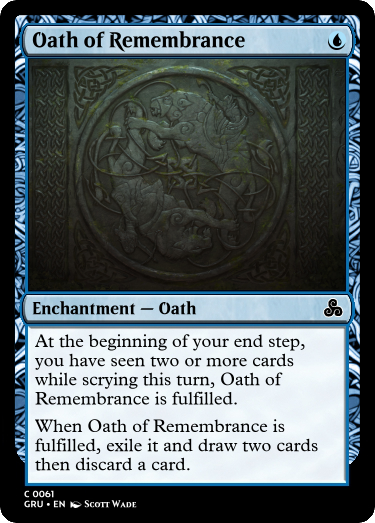 Oath of Remembrance
Enchantment — Oath
At the beginning of your end step,
you have seen two or more cards
while scrying this turn, Oath of
Remembrance is fulfilled.
When Oath of Remembrance is
fulfilled, exile it and draw two cards
then discard a card.
C 0061
GRU • EN Scott Wade